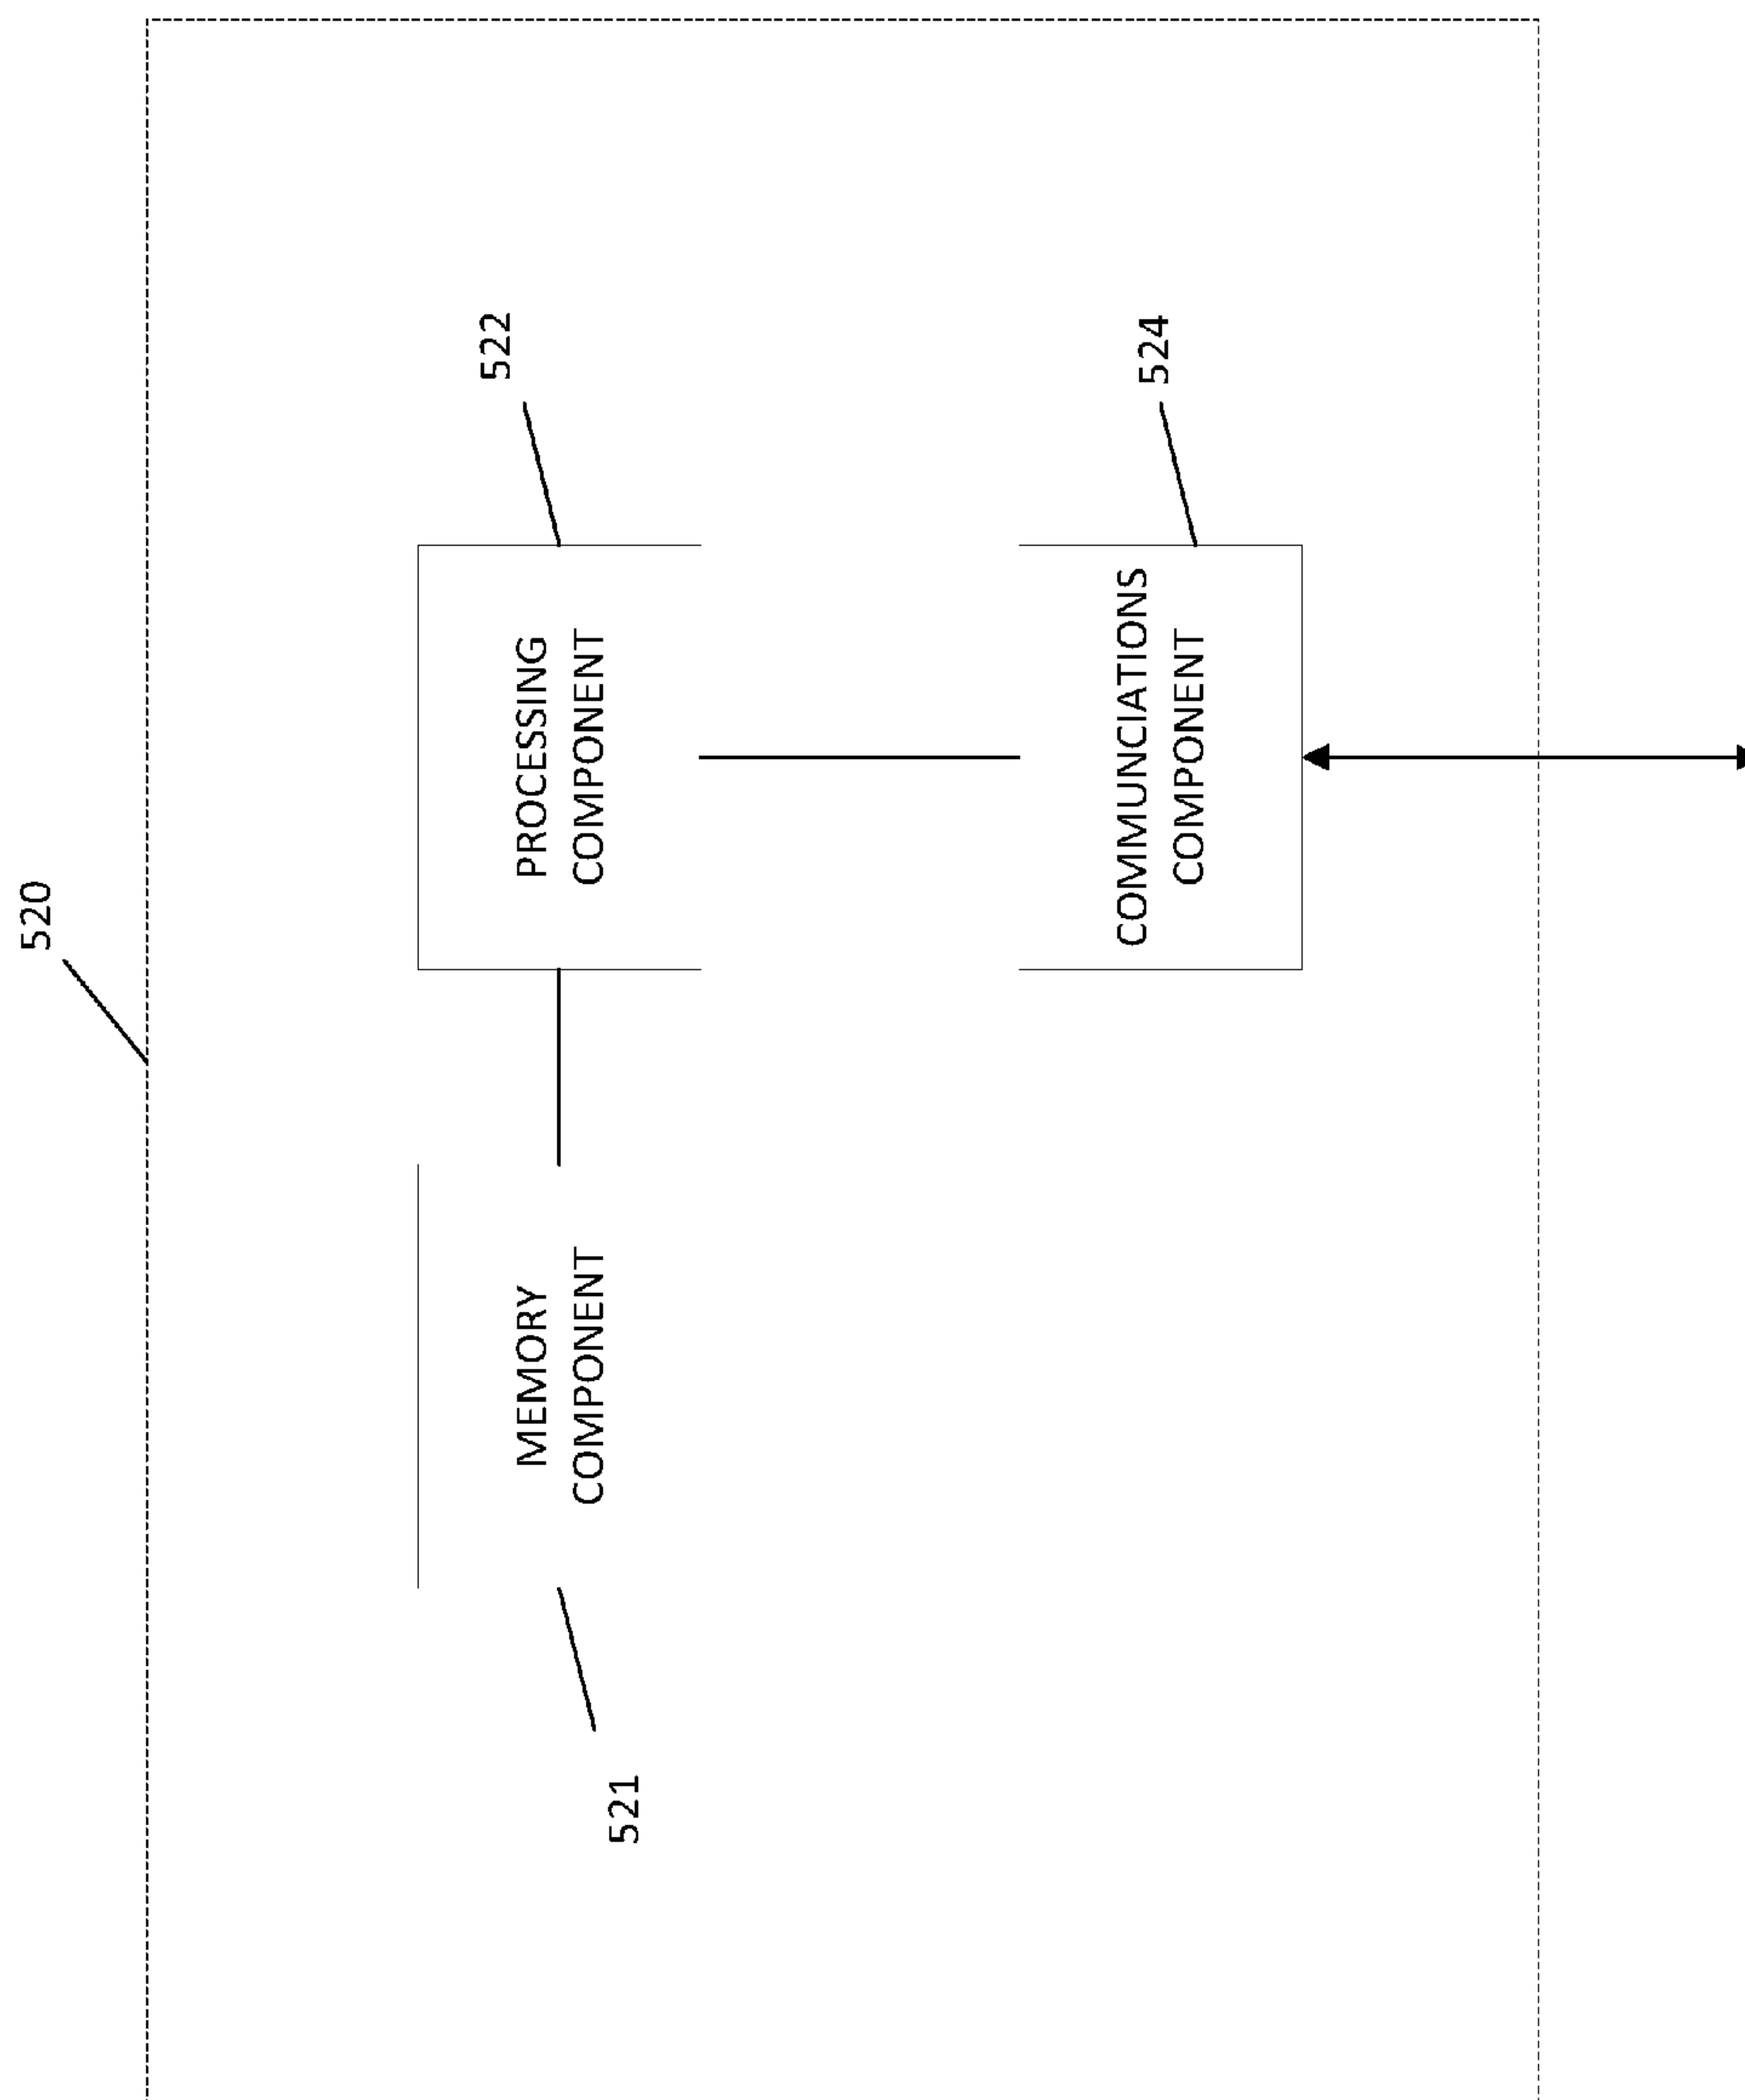 520
521
MEMORY
COMPONENT
PROCESSING
COMPONENT
522
COMMUNCIATIONS
COMPONENT
524